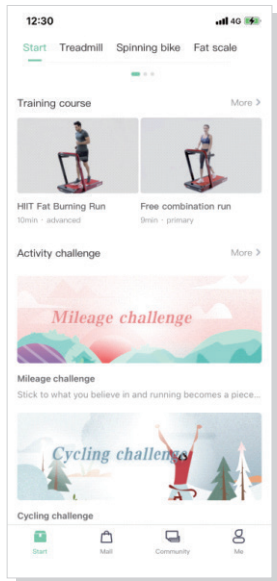 12:30 4G
Start Treadmill Spinning bike Fat scale
Training course More >
HIIT Fat Burning Run Free combination run
10min · advanced 9min · primary
Activity challenge More >
Mileage challenge
Mileage challenge
Stick to what you believe in and running becomes a piece...
Cycling challenge
Cycling challenge
Start Mall Community Me